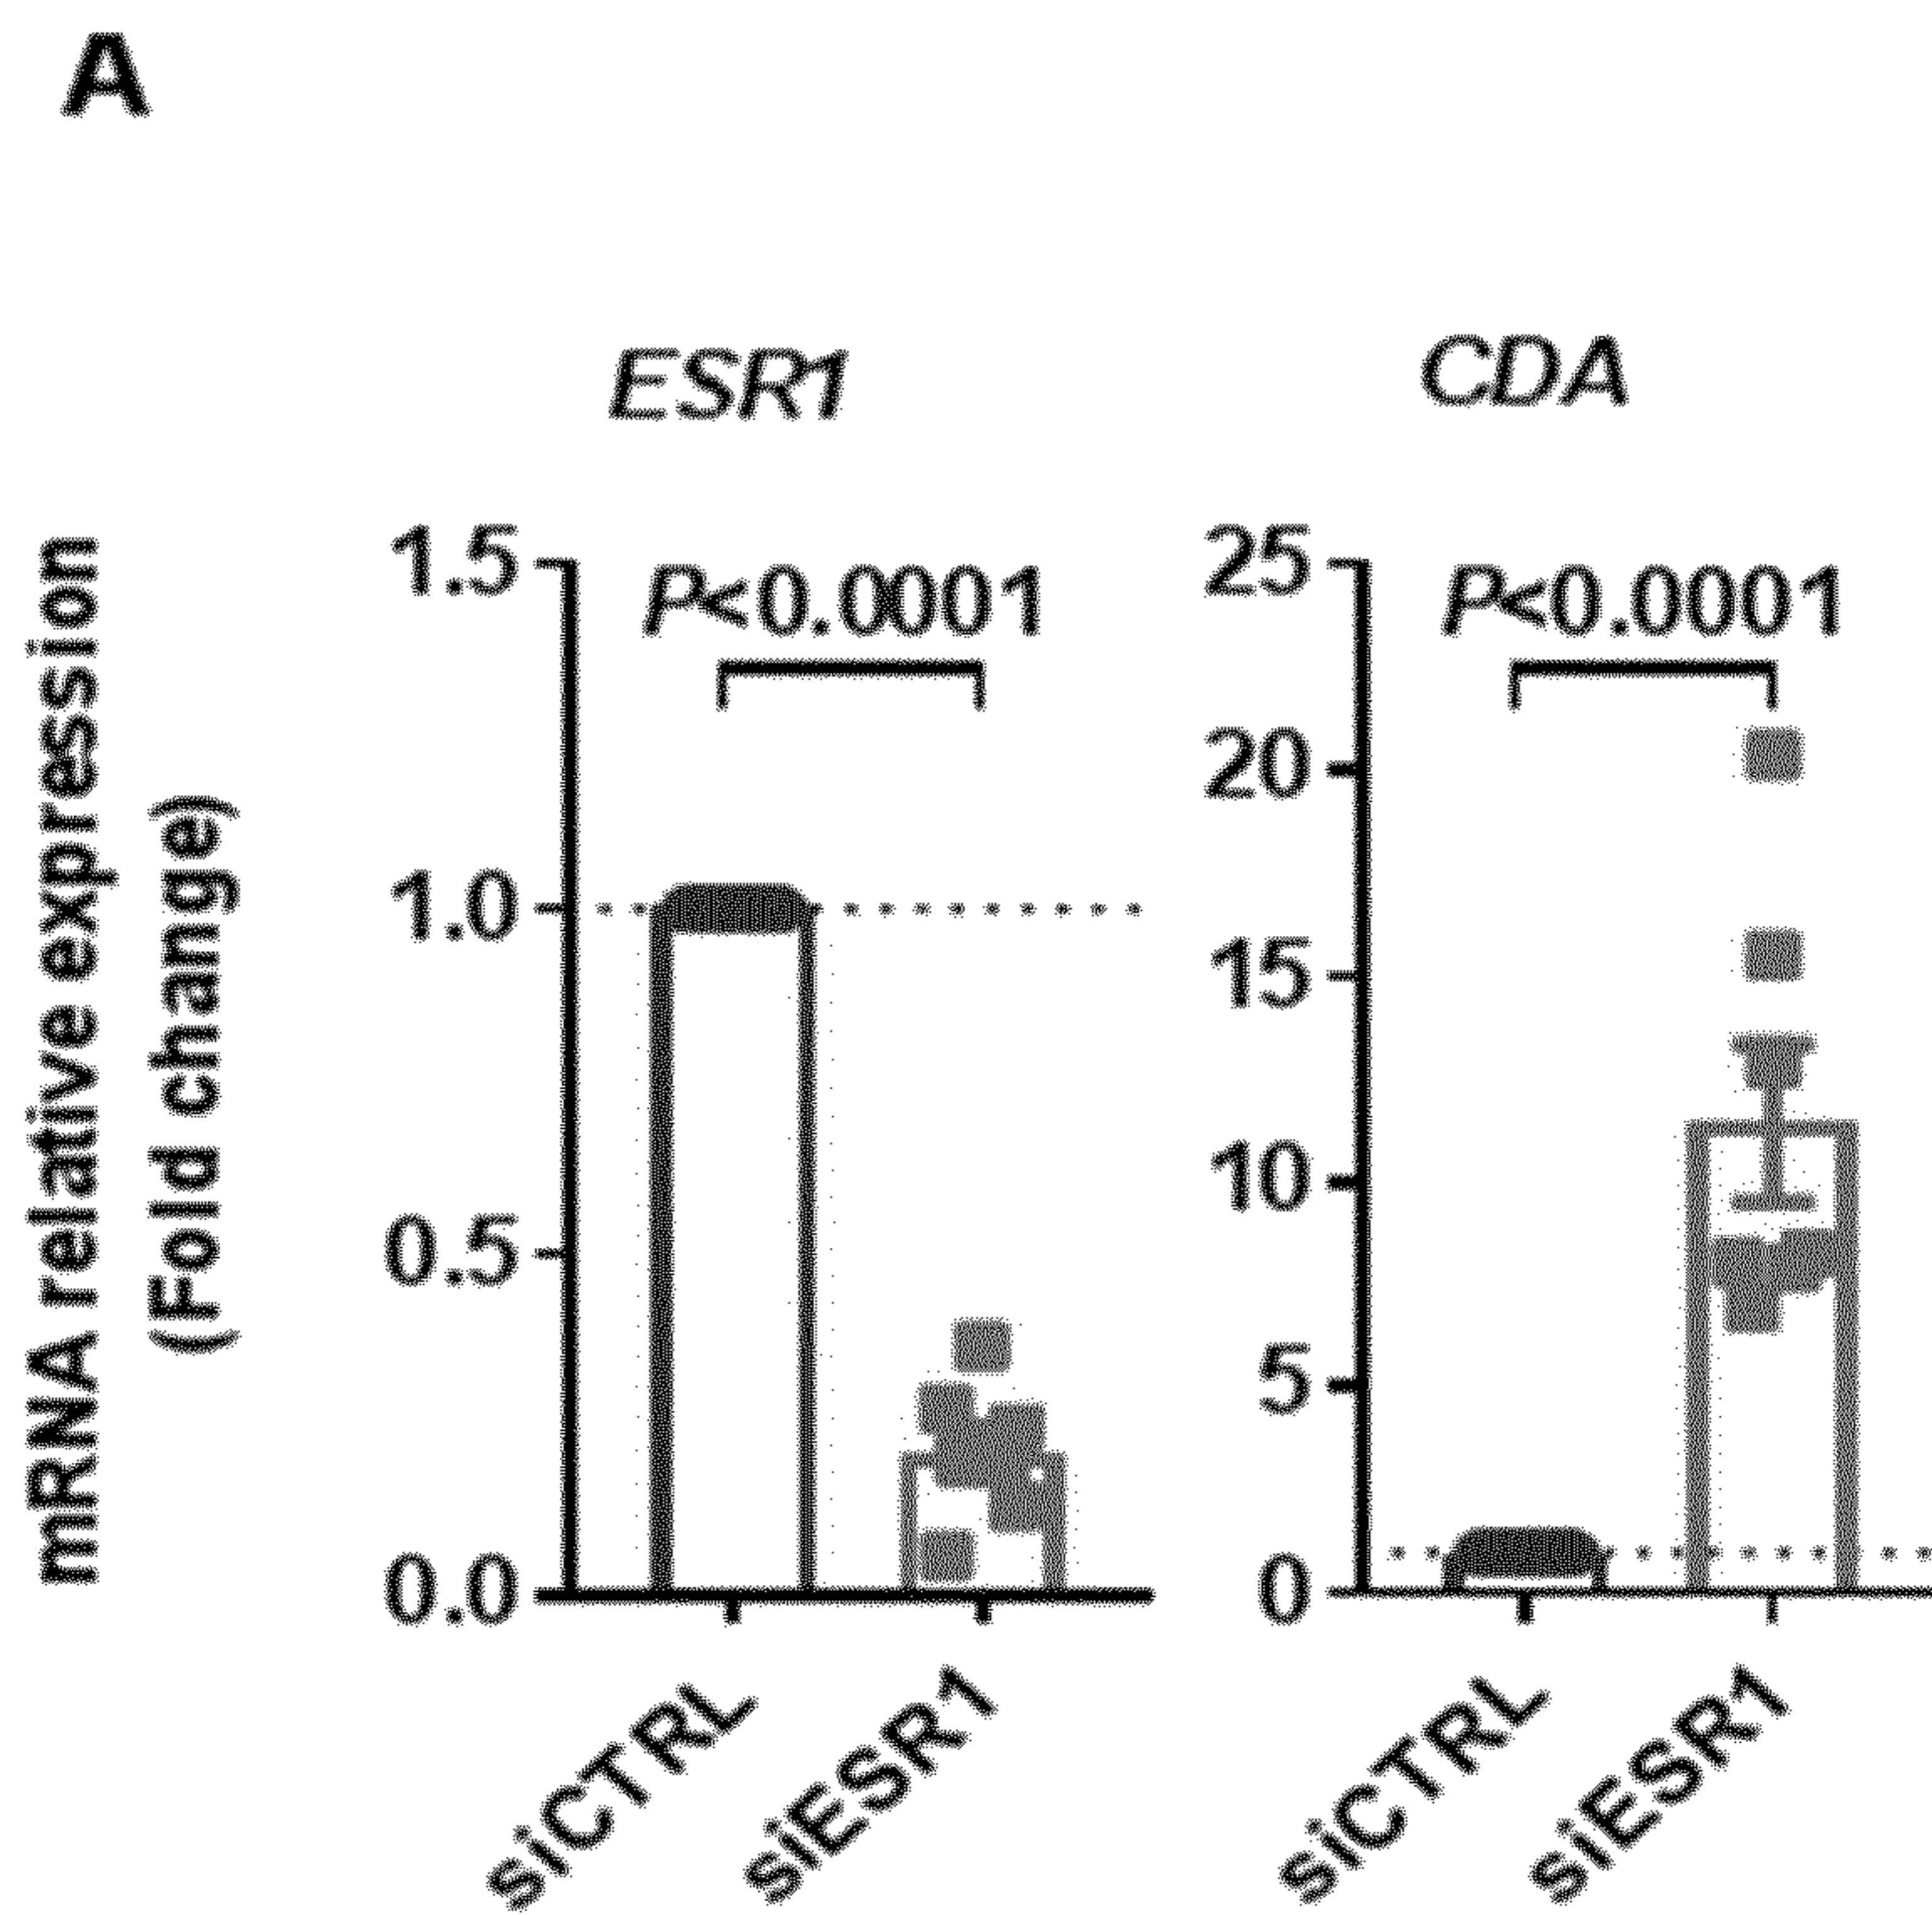 A
ESR1
CDA
mRNA relative expression
(Fold change)
1.5
1.0
0.5
0.0
P<0.0001
siCTRL
siESR1
25
20
15
10
5
0
P<0.0001
siCTRL
siESR1